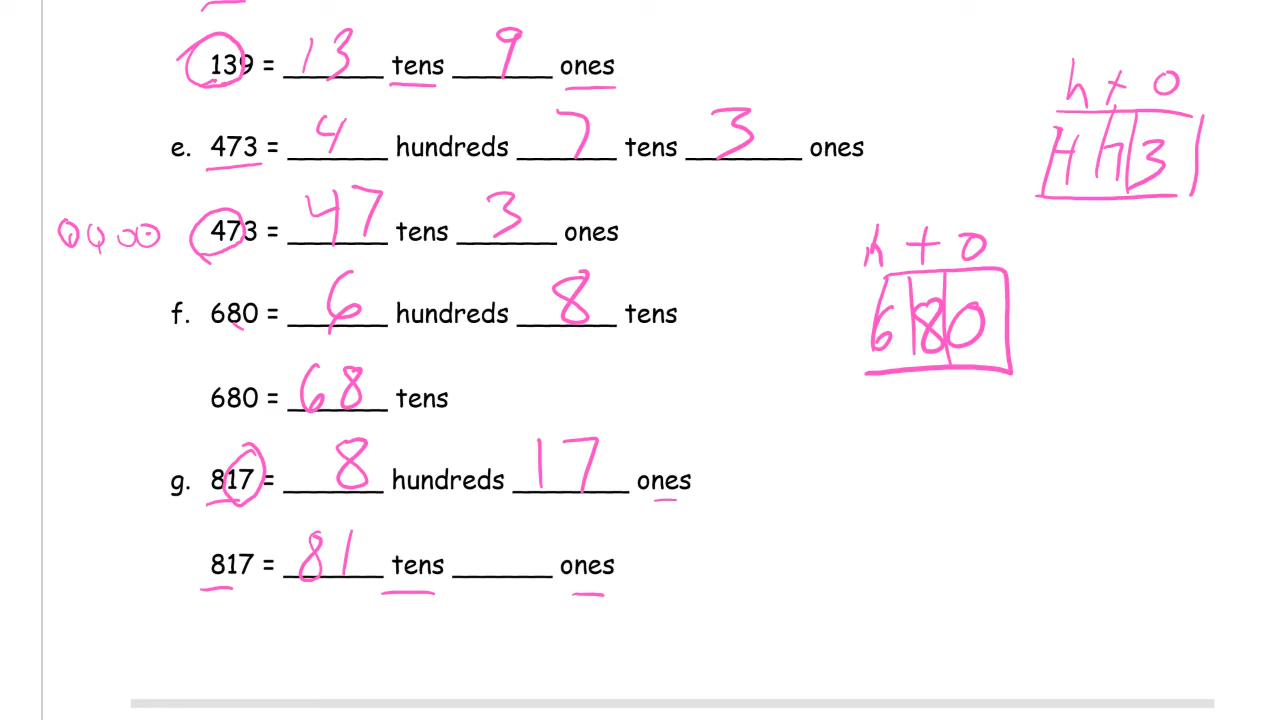 139 = 13 tens 9 ones
h t o
e. 473 = 4 hundreds 7 tens 3 ones
4 7 3
473 = 47 tens 3 ones
h t o
f. 680 = 6 hundreds 8 tens
6 8 0
680 = 68 tens
g. 817 = 8 hundreds 17 ones
817 = 81 tens ______ ones